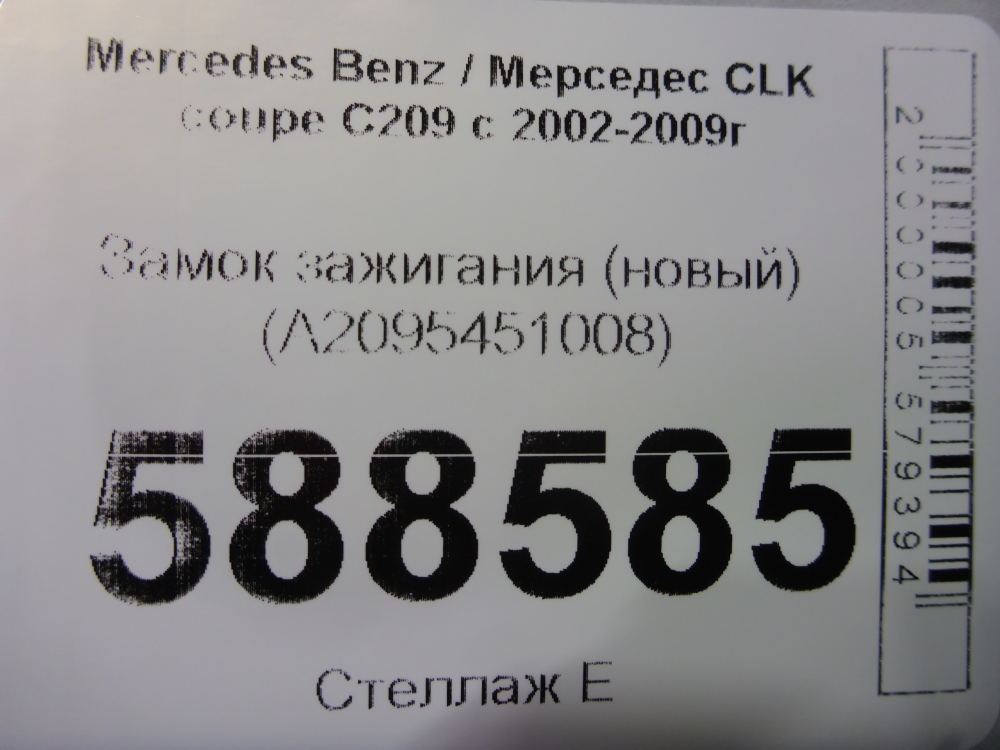 Mercedes Benz / Мерседес CLK
coupe C209 с 2002-2009г
Замок зажигания (новый)
(A2095451008)
588585
Стеллаж Е
2000005579394